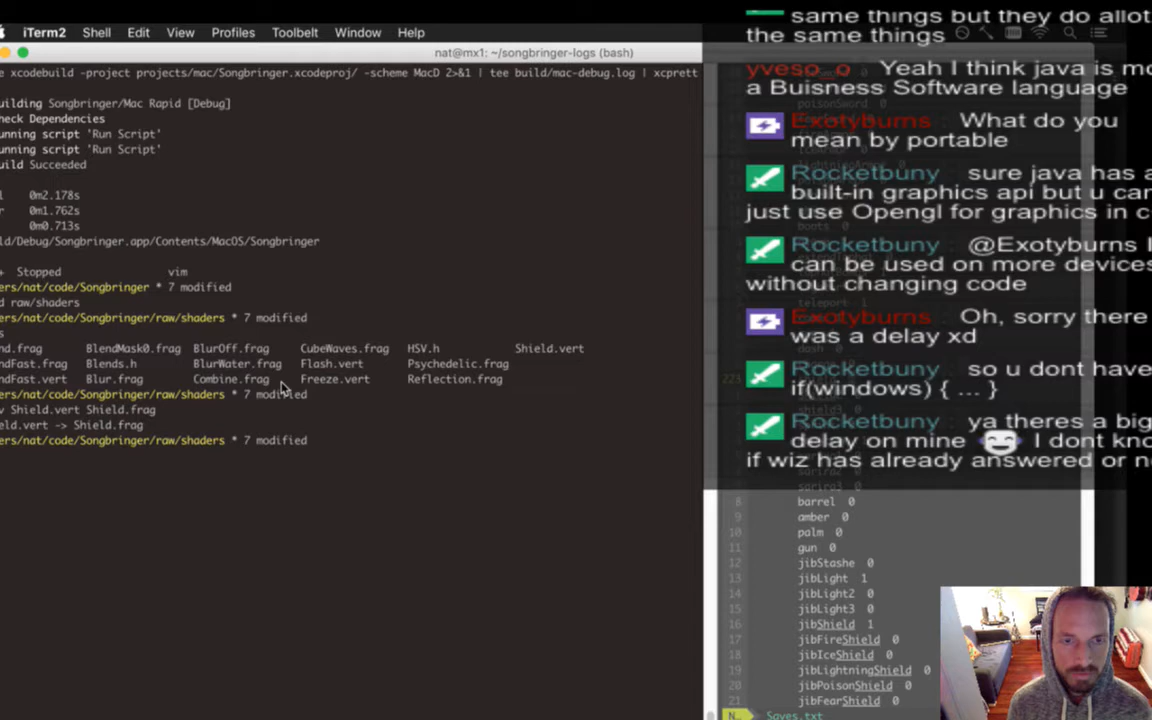 iTerm2 Shell Edit View Profiles Toolbelt Window Help
nat@mx1: ~/songbringer-logs (bash)
e xcodebuild -project projects/mac/Songbringer.xcodeproj/ -scheme MacD 2>&1 | tee build/mac-debug.log | xcprett
uilding Songbringer/Mac Rapid [Debug]
heck Dependencies
unning script 'Run Script'
unning script 'Run Script'
uild Succeeded
l 0m2.178s
r 0m1.762s
0m0.713s
ld/Debug/Songbringer.app/Contents/MacOS/Songbringer
+ Stopped vim
ers/nat/code/Songbringer * 7 modified
d raw/shaders
ers/nat/code/Songbringer/raw/shaders * 7 modified
s
nd.frag BlendMask0.frag BlurOff.frag CubeWaves.frag HSV.h Shield.vert
ndFast.frag Blends.h BlurWater.frag Flash.vert Psychedelic.frag
ndFast.vert Blur.frag Combine.frag Freeze.vert Reflection.frag
ers/nat/code/Songbringer/raw/shaders * 7 modified
v Shield.vert Shield.frag
eld.vert -> Shield.frag
ers/nat/code/Songbringer/raw/shaders * 7 modified
same things but they do allot
the same things
yveso_o Yeah I think java is mo
a Buisness Software language
Exotyburns What do you
mean by portable
Rocketbuny sure java has a
built-in graphics api but u can
just use Opengl for graphics in c
Rocketbuny @Exotyburns I
can be used on more devices
without changing code
Exotyburns Oh, sorry there
was a delay xd
Rocketbuny so u dont have
if(windows) { ... }
Rocketbuny ya theres a big
delay on mine I dont kno
if wiz has already answered or n
8 barrel 0
9 amber 0
10 palm 0
11 gun 0
12 jibStashe 0
13 jibLight 1
14 jibLight2 0
15 jibLight3 0
16 jibShield 1
17 jibFireShield 0
18 jibIceShield 0
19 jibLightningShield 0
20 jibPoisonShield 0
21 jibFearShield 0
N... Saves.txt